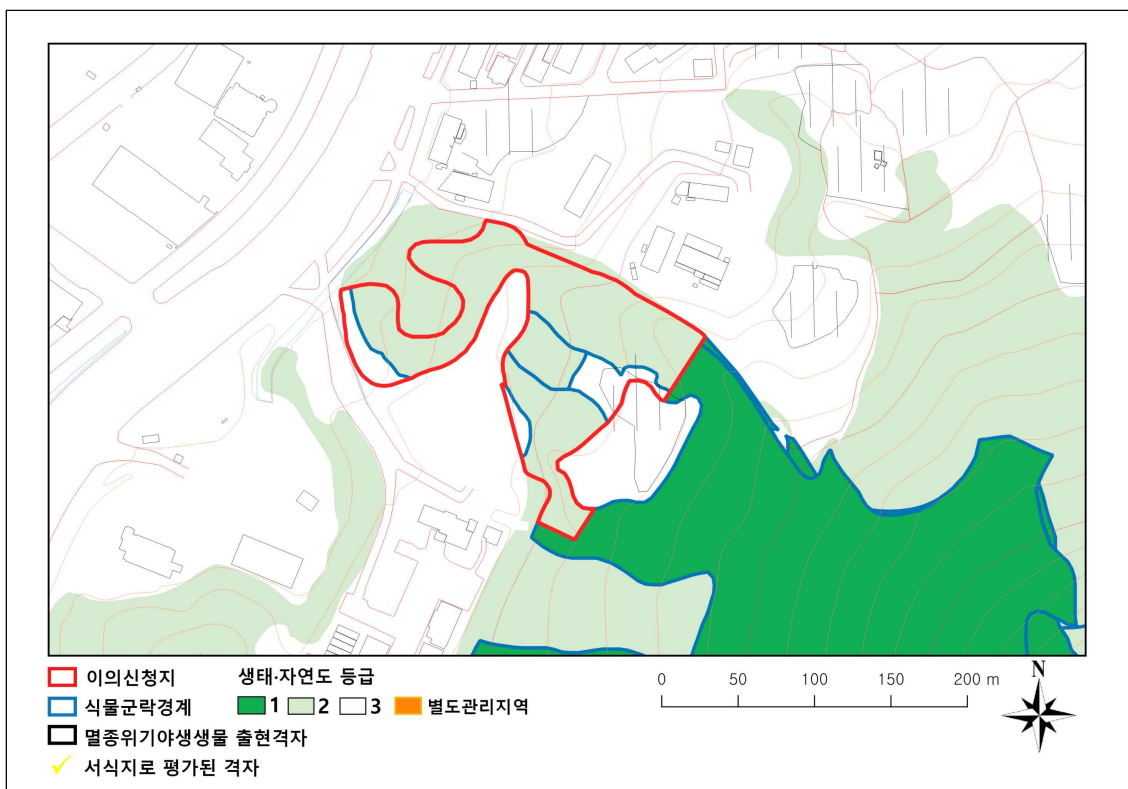 이의신청지
식물군락경계
멸종위기야생생물 출현격자
서식지로 평가된 격자
생태·자연도 등급
1 2 3 별도관리지역
0 50 100 150 200 m
N